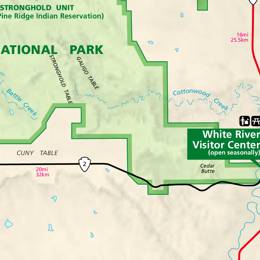 STRONGHOLD UNIT
Pine Ridge Indian Reservation)
NATIONAL PARK
STRONGHOLD TABLE
GALIGO TABLE
Battle Creek
Cottonwood Creek
16mi
25.5km
White River
Visitor Center
(open seasonally)
CUNY TABLE
2
20mi
32km
Cedar
Butte